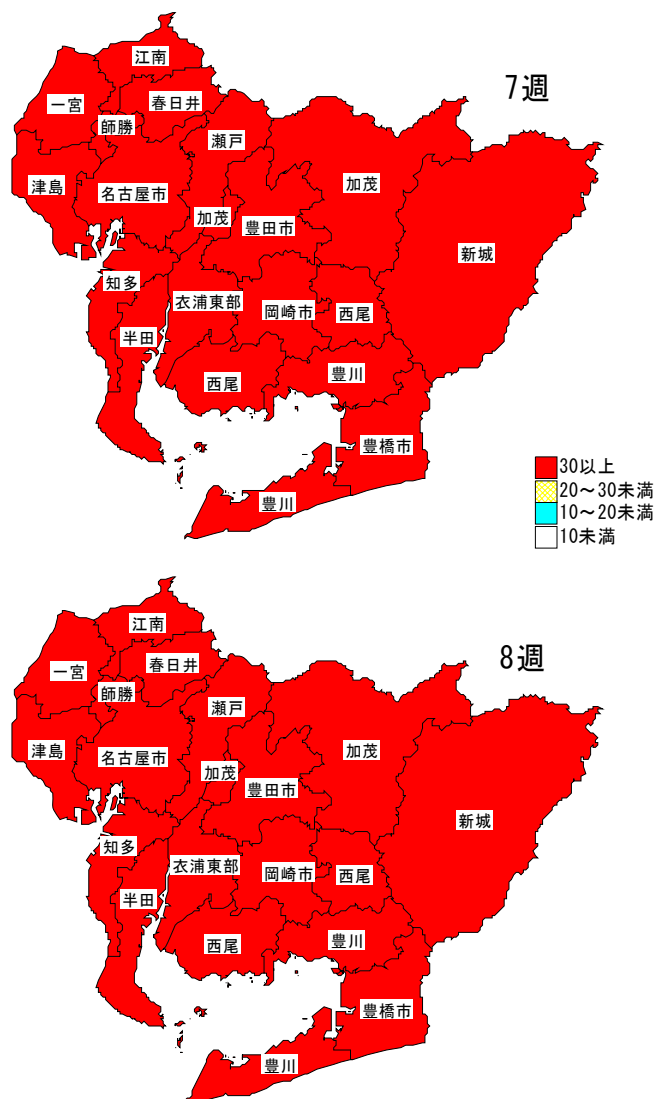 江南
7週
春日井
一宮
師勝
瀬戸
津島
加茂
名古屋市
加茂
豊田市
新城
知多
衣浦東部
岡崎市
西尾
半田
豊川
西尾
豊橋市
30以上
20～30未満
豊川
10～20未満
10未満
江南
8週
春日井
一宮
師勝
瀬戸
津島
加茂
名古屋市
加茂
豊田市
新城
知多
衣浦東部
岡崎市
西尾
半田
豊川
西尾
豊橋市
豊川